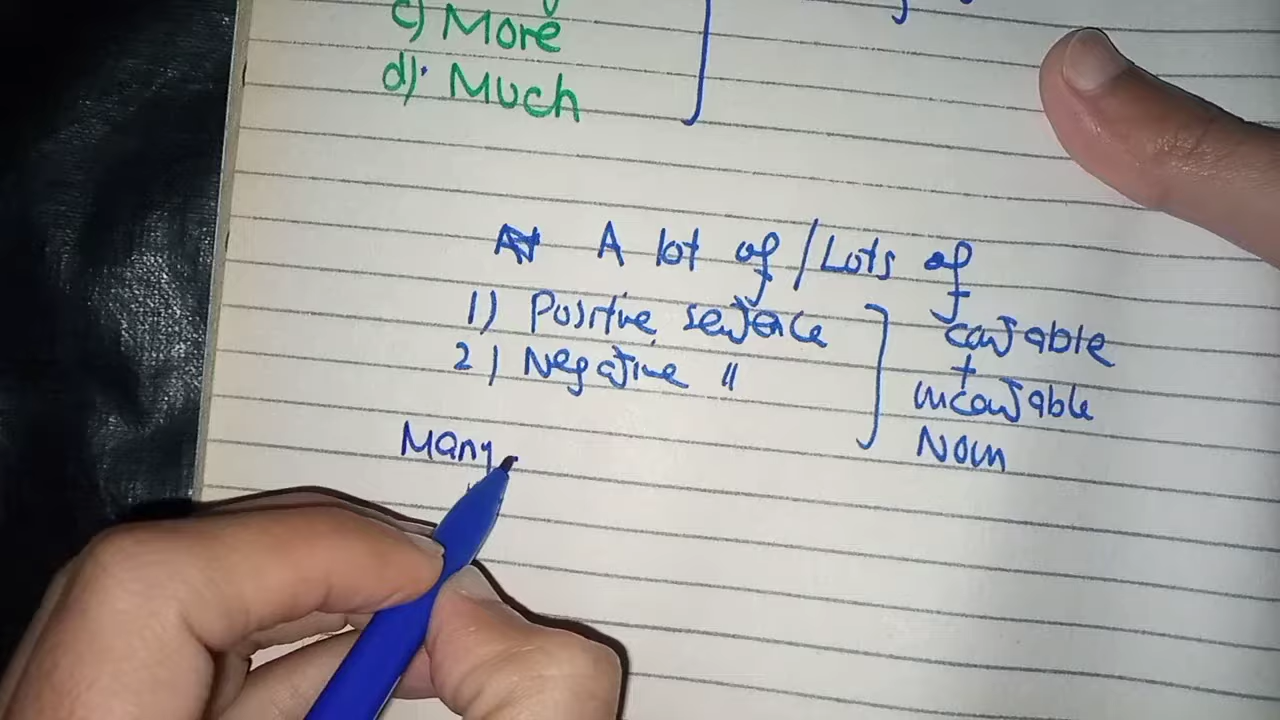 c) More
d) Much
A lot of / Lots of
1) Positive sentence
2) Negative "
countable
+
uncountable
Noun
Many